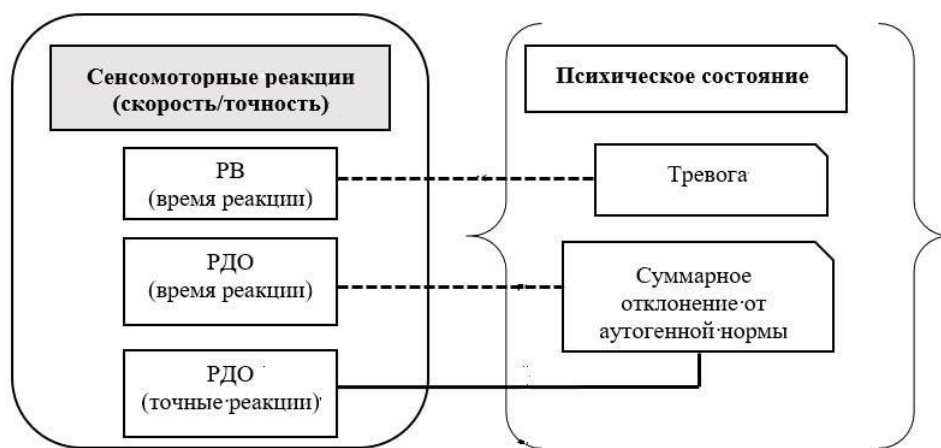 Сенсомоторные реакции
(скорость/точность)
РВ
(время реакции)
РДО
(время реакции)
РДО
(точные·реакции)
Психическое состояние
Тревога
Суммарное
отклонение·от
аутогенной·нормы